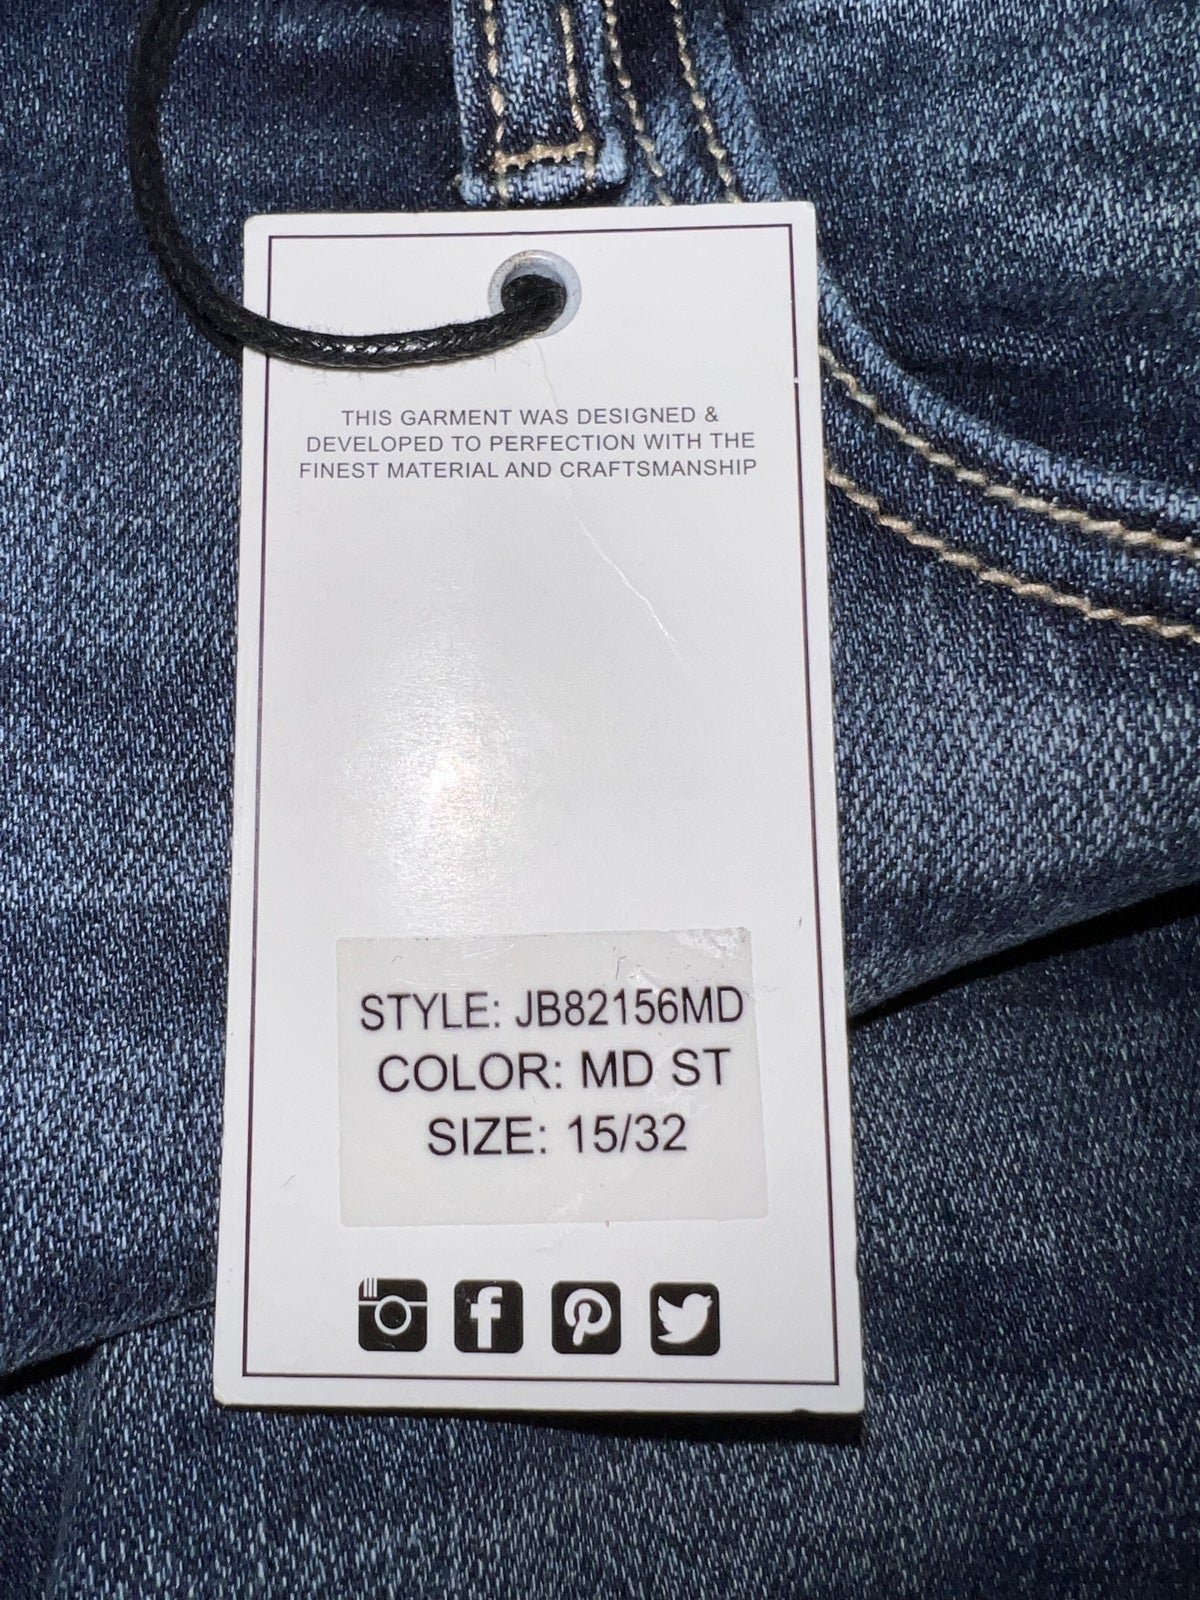 THIS GARMENT WAS DESIGNED &
DEVELOPED TO PERFECTION WITH THE
FINEST MATERIAL AND CRAFTSMANSHIP
STYLE: JB82156MD
COLOR: MD ST
SIZE: 15/32